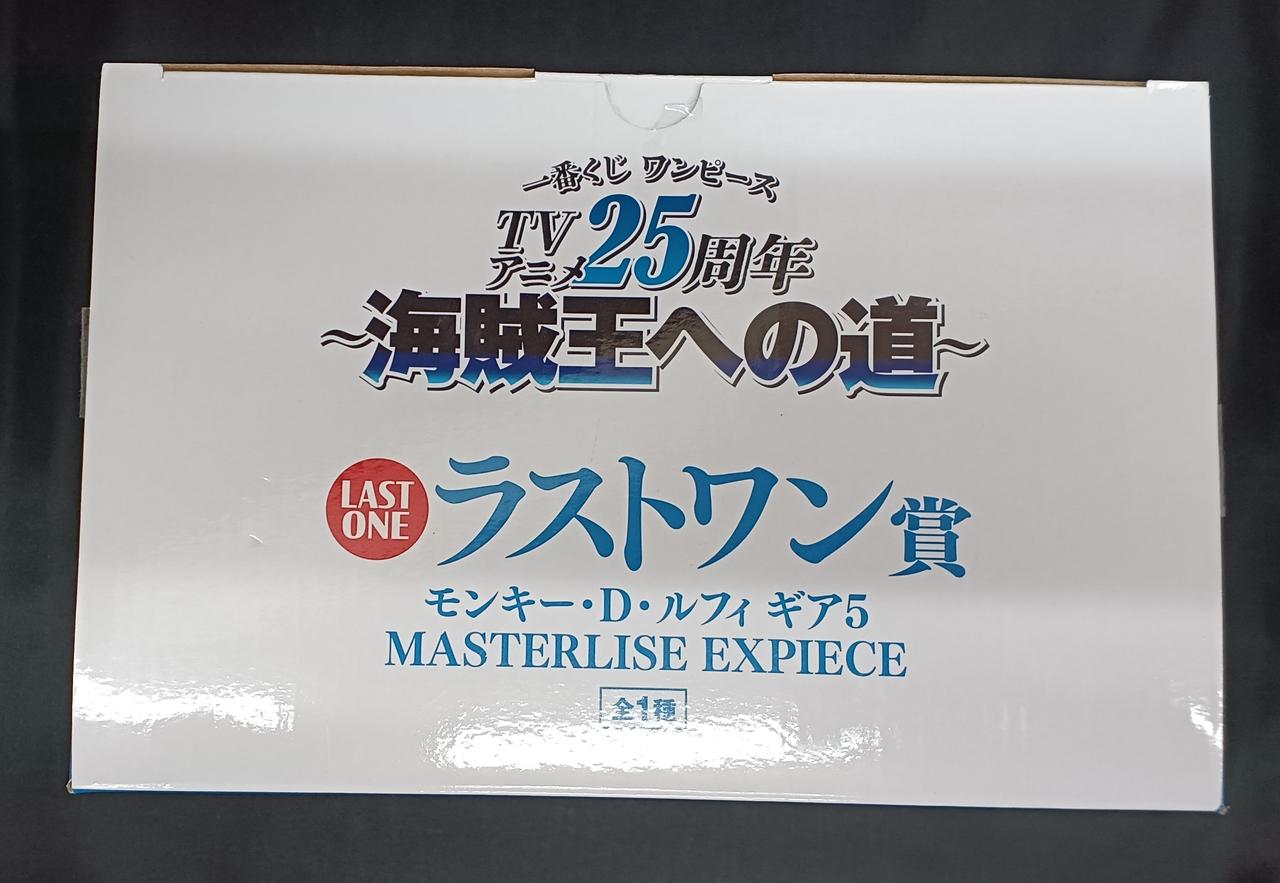 一番くじ ワンピース
TV
アニメ25周年
～海賊王への道～
LAST
ONE
ラストワン賞
モンキー・D・ルフィ ギア5
MASTERLISE EXPIECE
全1種